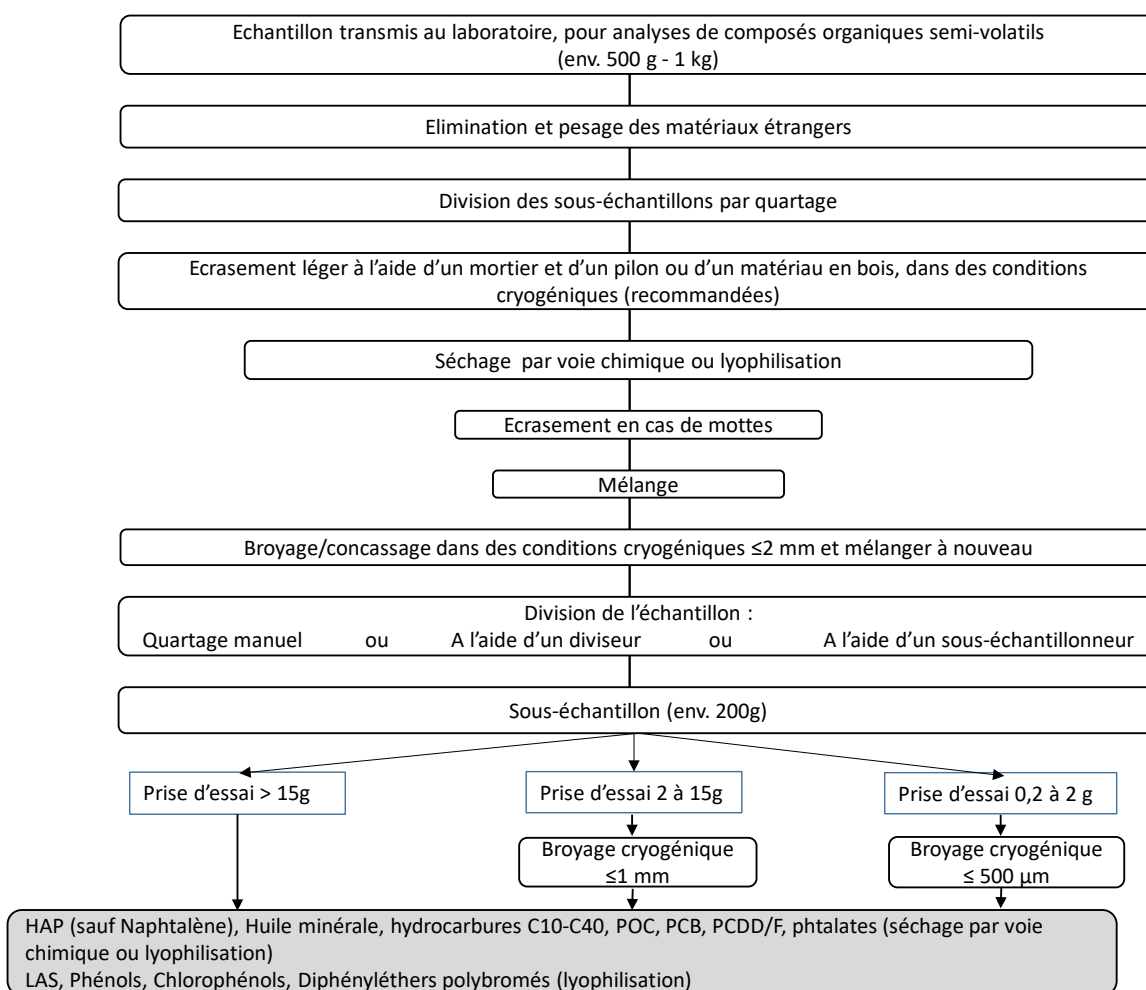 Echantillon transmis au laboratoire, pour analyses de composés organiques semi-volatils
(env. 500 g - 1 kg)
Elimination et pesage des matériaux étrangers
Division des sous-échantillons par quartage
Ecrasement léger à l'aide d'un mortier et d'un pilon ou d'un matériau en bois, dans des conditions
cryogéniques (recommandées)
Séchage par voie chimique ou lyophilisation
Ecrasement en cas de mottes
Mélange
Broyage/concassage dans des conditions cryogéniques ≤2 mm et mélanger à nouveau
Division de l'échantillon :
Quartage manuel ou A l'aide d'un diviseur ou A l'aide d'un sous-échantillonneur
Sous-échantillon (env. 200g)
Prise d'essai > 15g
Prise d'essai 2 à 15g
Prise d'essai 0,2 à 2 g
Broyage cryogénique
≤1 mm
Broyage cryogénique
≤ 500 µm
HAP (sauf Naphtalène), Huile minérale, hydrocarbures C10-C40, POC, PCB, PCDD/F, phtalates (séchage par voie
chimique ou lyophilisation)
LAS, Phénols, Chlorophénols, Diphényléthers polybromés (lyophilisation)